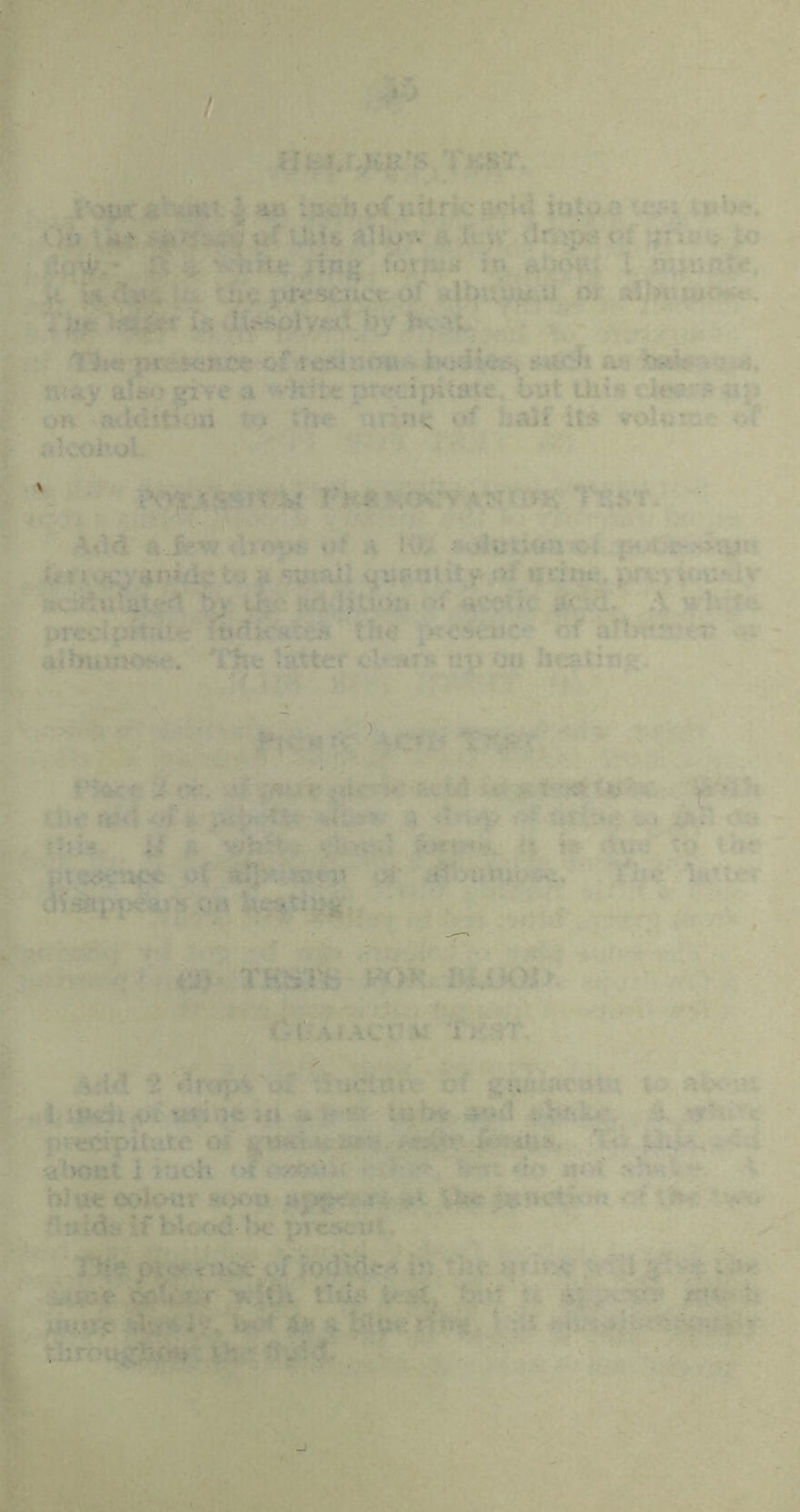 HELLER'S TEST.
Pour about ½ an inch of nitric acid into a test tube.
On the surface of this allow a few drops of urine to
flow. If a white ring forms in about 1 minute,
it is due to the presence of albumen or albumose.
The latter is dissolved by heat.
The presence of resinous bodies, such as
may also give a white precipitate, but this clears up
on addition to the urine of half its volume of
alcohol.
POTASSIUM FERROCYANIDE TEST.
Add a few drops of a solution of potassium
ferrocyanide to a small quantity of urine, previously
acidulated by the addition of acetic acid. A white
precipitate indicates the presence of albumen or
albumose. The latter clears up on heating.
PICRIC ACID TEST.
Place 2 cc. of picric acid in a test tube. With
the aid of a pipette allow a drop of urine to fall on
this. If a white cloud forms, it is due to the
presence of albumen or albumose. The latter
disappears on heating.
TESTS FOR BLOOD.
GUAIACUM TEST.
Add 2 drops of tincture of guaiacum to about
1 inch of urine in a test tube and shake. A white
precipitate of guaiacum forms. To this, add
about 1 inch of but do not shake. A
blue colour soon appears at the junction of the two
fluids if blood be present.
The presence of iodides in the urine will give the
same colour with this test, but it appears much
more slowly, not as a blue ring, but
throughout the fluid.